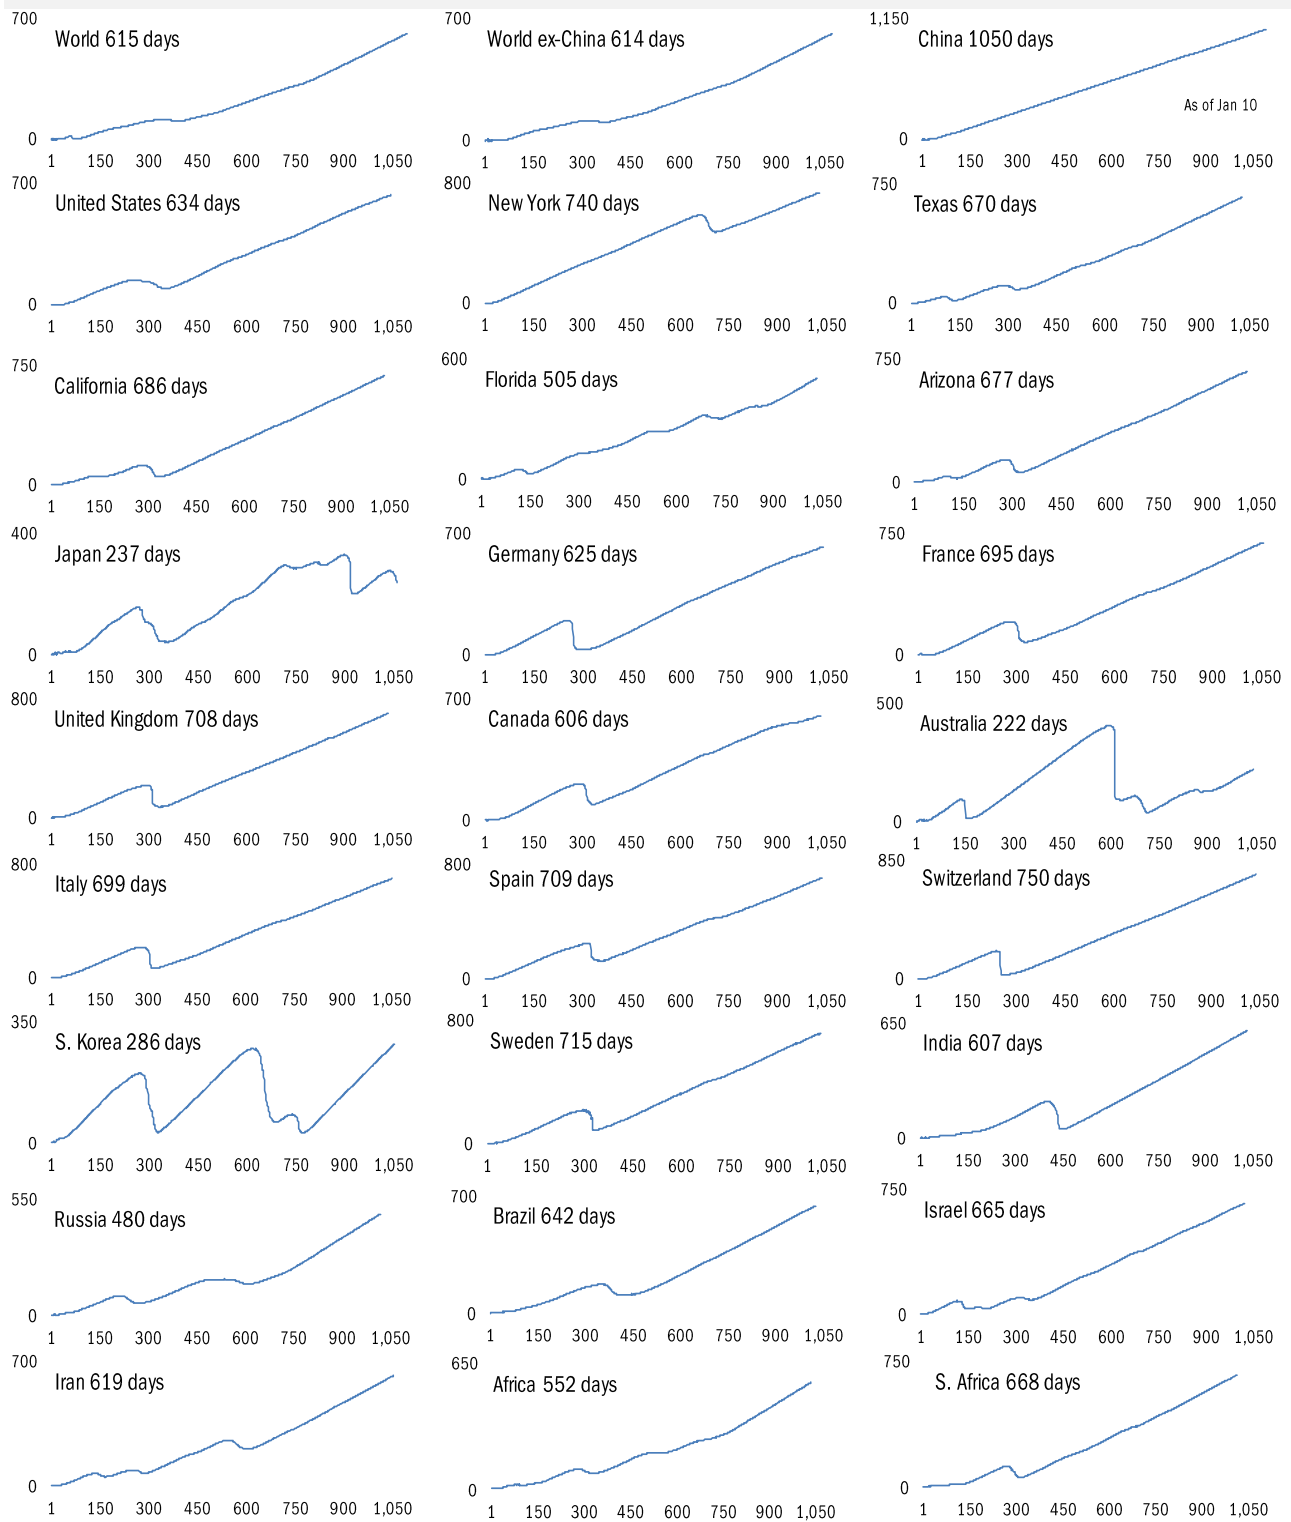 700
World 615 days
0
1 150 300 450 600 750 900 1,050
700
World ex-China 614 days
0
1 150 300 450 600 750 900 1,050
1,150
China 1050 days
As of Jan 10
0
1 150 300 450 600 750 900 1,050
700
United States 634 days
0
1 150 300 450 600 750 900 1,050
800
New York 740 days
0
1 150 300 450 600 750 900 1,050
750
Texas 670 days
0
1 150 300 450 600 750 900 1,050
750
California 686 days
0
1 150 300 450 600 750 900 1,050
600
Florida 505 days
0
1 150 300 450 600 750 900 1,050
750
Arizona 677 days
0
1 150 300 450 600 750 900 1,050
400
Japan 237 days
0
1 150 300 450 600 750 900 1,050
700
Germany 625 days
0
1 150 300 450 600 750 900 1,050
750
France 695 days
0
1 150 300 450 600 750 900 1,050
800
United Kingdom 708 days
0
1 150 300 450 600 750 900 1,050
700
Canada 606 days
0
1 150 300 450 600 750 900 1,050
500
Australia 222 days
0
1 150 300 450 600 750 900 1,050
800
Italy 699 days
0
1 150 300 450 600 750 900 1,050
800
Spain 709 days
0
1 150 300 450 600 750 900 1,050
850
Switzerland 750 days
0
1 150 300 450 600 750 900 1,050
350
S. Korea 286 days
0
1 150 300 450 600 750 900 1,050
800
Sweden 715 days
0
1 150 300 450 600 750 900 1,050
650
India 607 days
0
1 150 300 450 600 750 900 1,050
550
Russia 480 days
0
1 150 300 450 600 750 900 1,050
700
Brazil 642 days
0
1 150 300 450 600 750 900 1,050
750
Israel 665 days
0
1 150 300 450 600 750 900 1,050
700
Iran 619 days
0
1 150 300 450 600 750 900 1,050
650
Africa 552 days
0
1 150 300 450 600 750 900 1,050
750
S. Africa 668 days
0
1 150 300 450 600 750 900 1,050